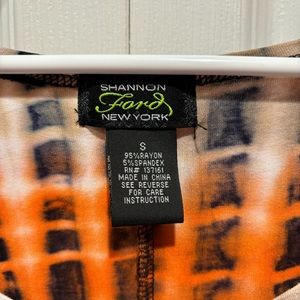 SHANNON
Ford
NEW YORK
S
95%RAYON
5%SPANDEX
RN# 137161
MADE IN CHINA
SEE REVERSE
FOR CARE
INSTRUCTION